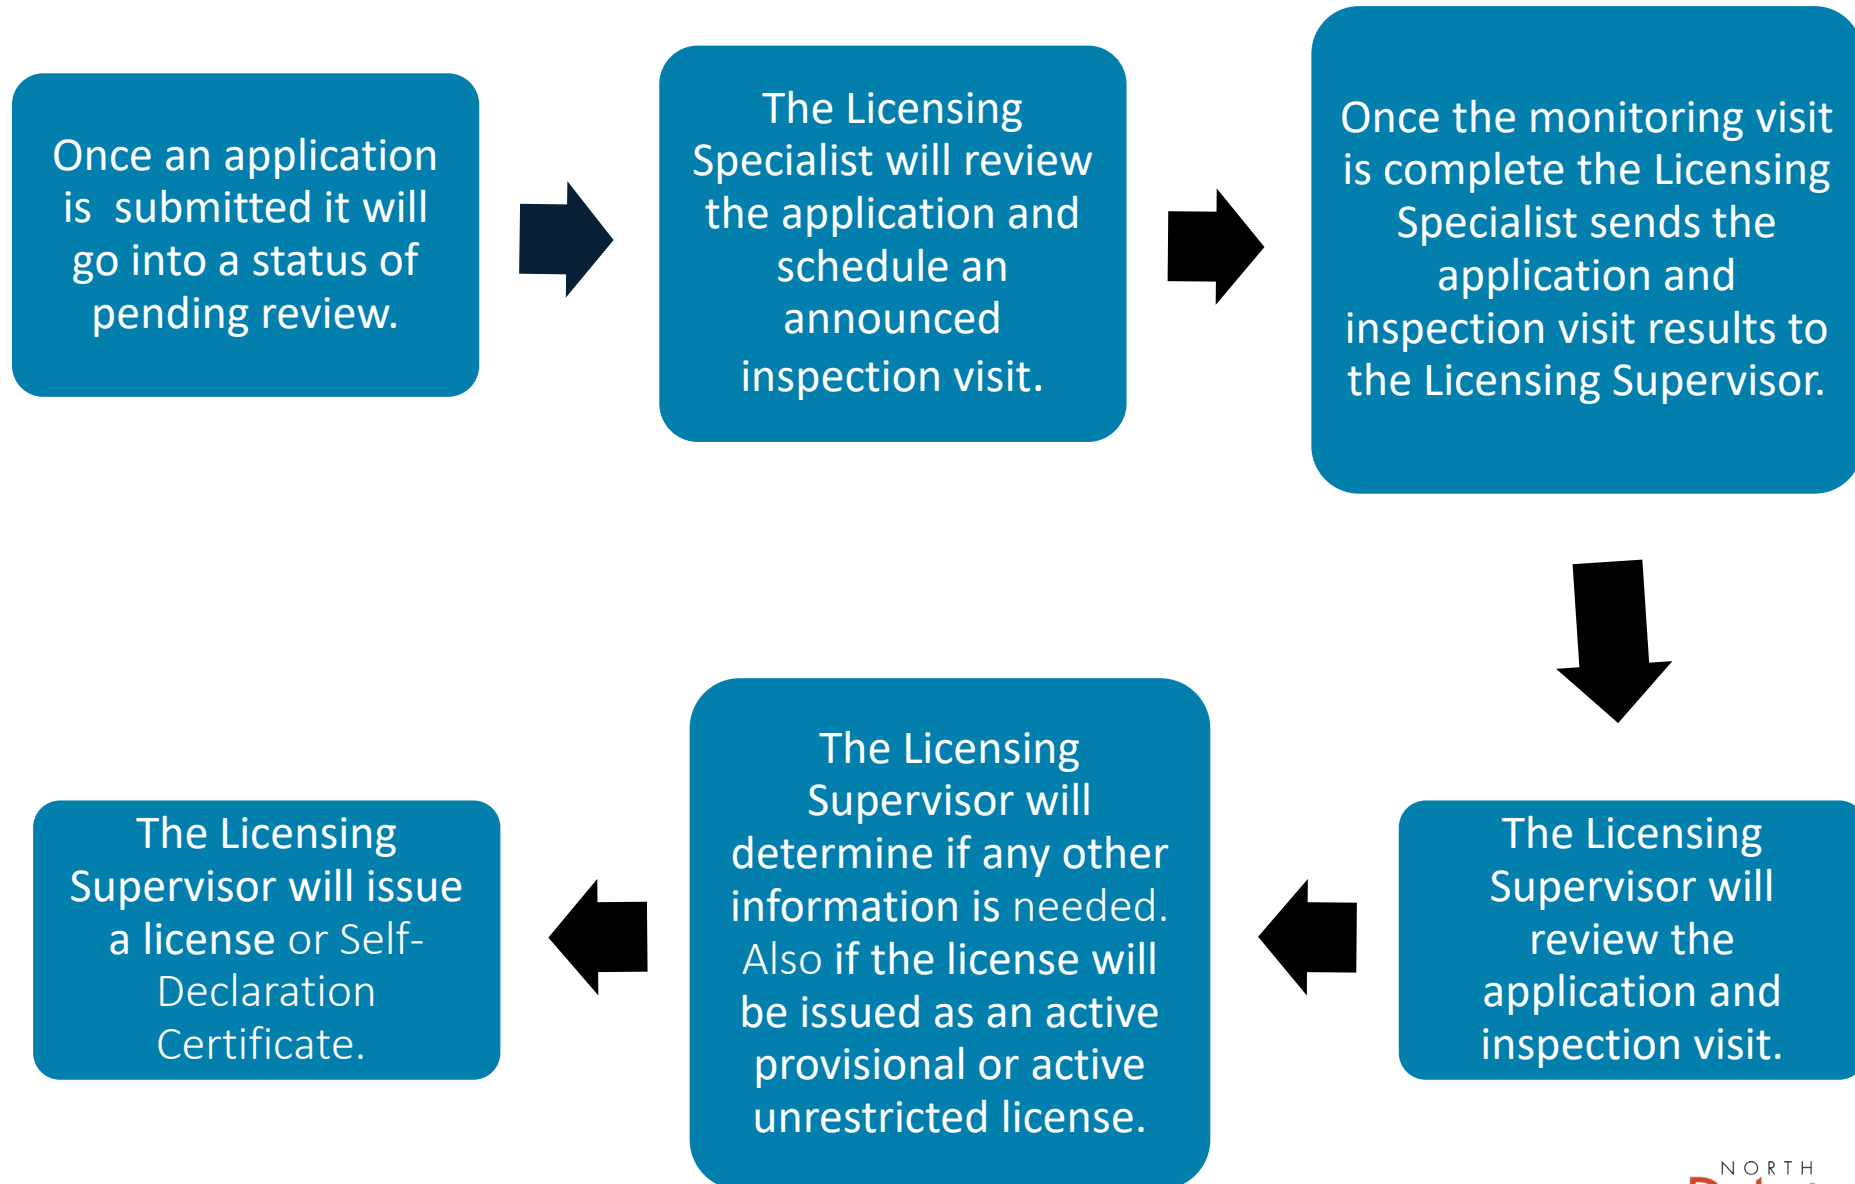 Once an application
is submitted it will
go into a status of
pending review.
The Licensing
Specialist will review
the application and
schedule an
announced
inspection visit.
Once the monitoring visit
is complete the Licensing
Specialist sends the
application and
inspection visit results to
the Licensing Supervisor.
The Licensing
Supervisor will
review the
application and
inspection visit.
The Licensing
Supervisor will
determine if any other
information is needed.
Also if the license will
be issued as an active
provisional or active
unrestricted license.
The Licensing
Supervisor will issue
a license or Self-
Declaration
Certificate.
NORTH